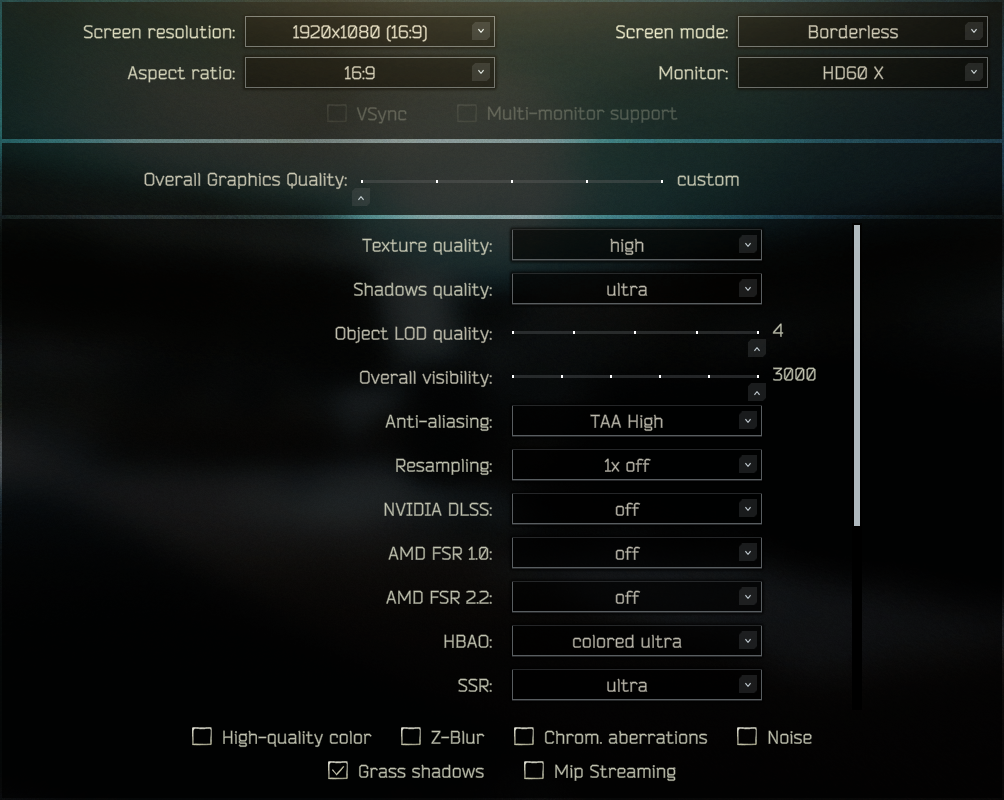 Screen resolution: 1920x1080 (16:9) Screen mode: Borderless
Aspect ratio: 16:9 Monitor: HD60 X
VSync Multi-monitor support
Overall Graphics Quality: custom
Texture quality: high
Shadows quality: ultra
Object LOD quality: 4
Overall visibility: 3000
Anti-aliasing: TAA High
Resampling: 1x off
NVIDIA DLSS: off
AMD FSR 1.0: off
AMD FSR 2.2: off
HBAO: colored ultra
SSR: ultra
High-quality color Z-Blur Chrom. aberrations Noise
Grass shadows Mip Streaming